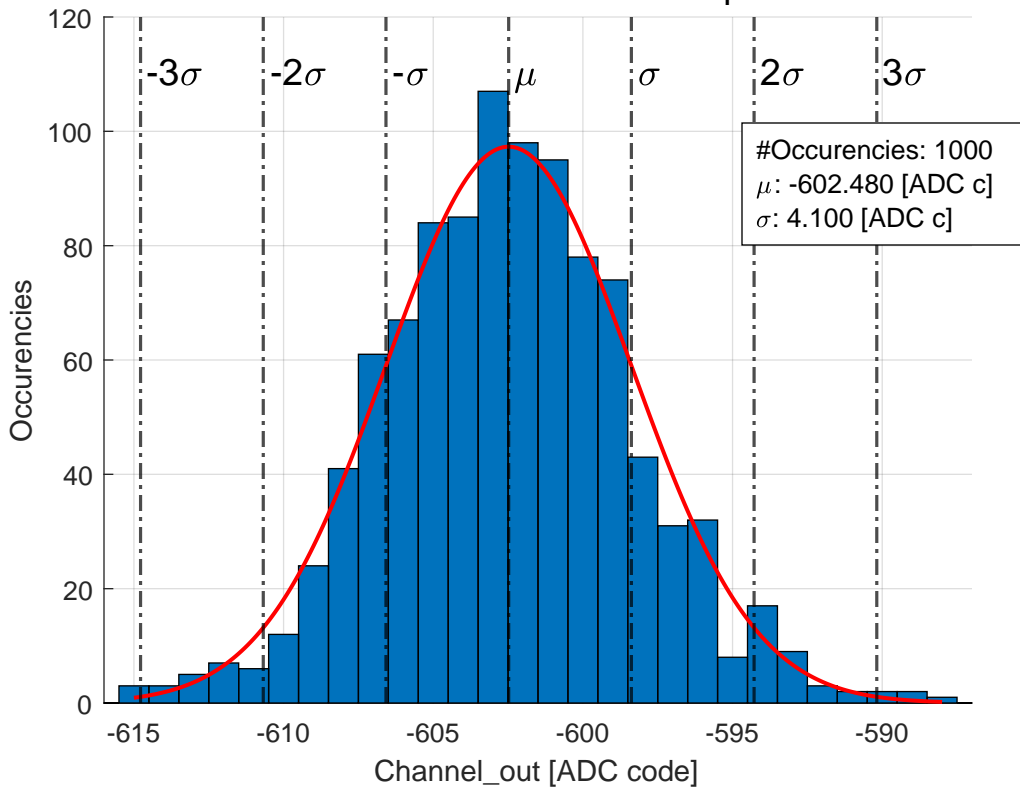 120
100
80
60
40
20
0
-3σ
-2σ
-σ
μ
σ
2σ
3σ
#Occurencies: 1000
μ: -602.480 [ADC c]
σ: 4.100 [ADC c]
Occurencies
-615
-610
-605
-600
-595
-590
Channel_out [ADC code]